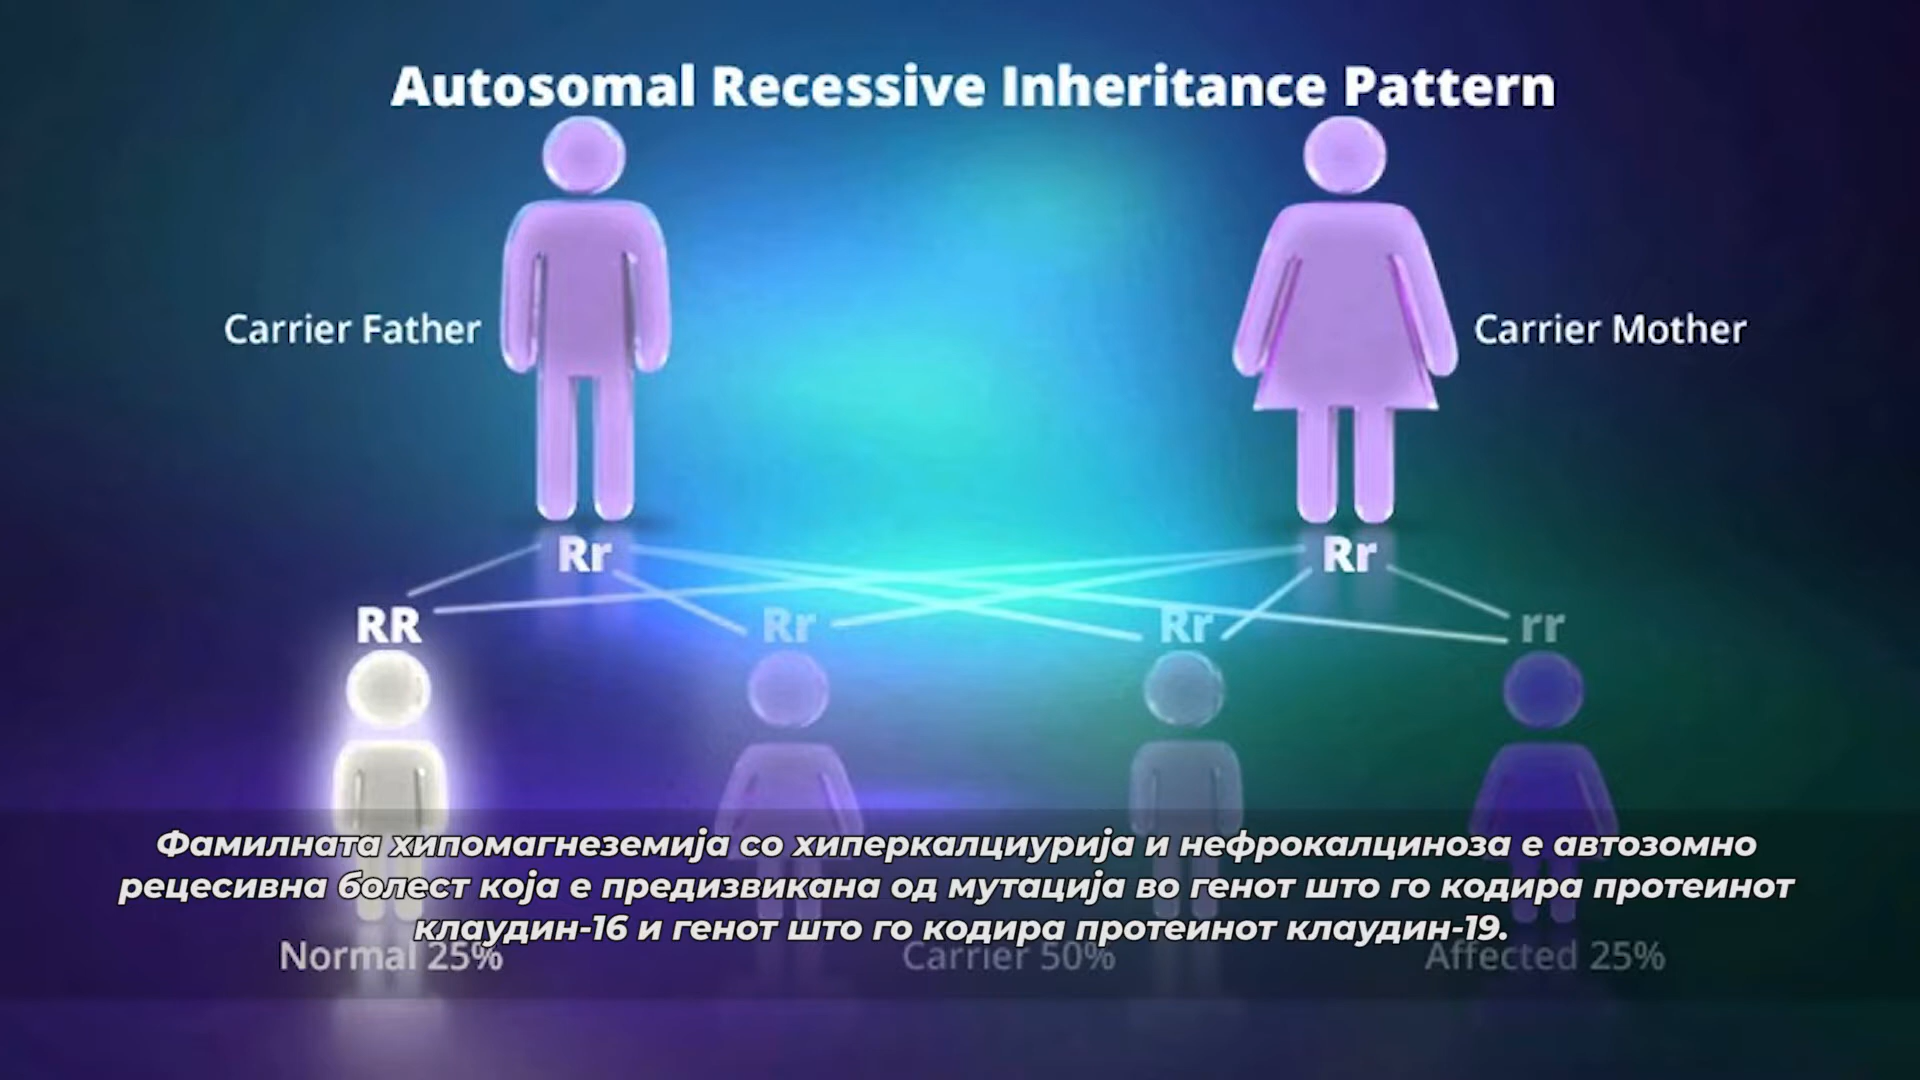 Autosomal Recessive Inheritance Pattern
Carrier Father
Carrier Mother
Rr
Rr
RR
Rr
Rr
rr
Фамилната хипомагнеземија со хиперкалциурија и нефрокалциноза е автозомно
рецесивна болест која е предизвикана од мутација во генот што го кодира протеинот
клаудин-16 и генот што го кодира протеинот клаудин-19.
Normal 25%
Carrier 50%
Affected 25%